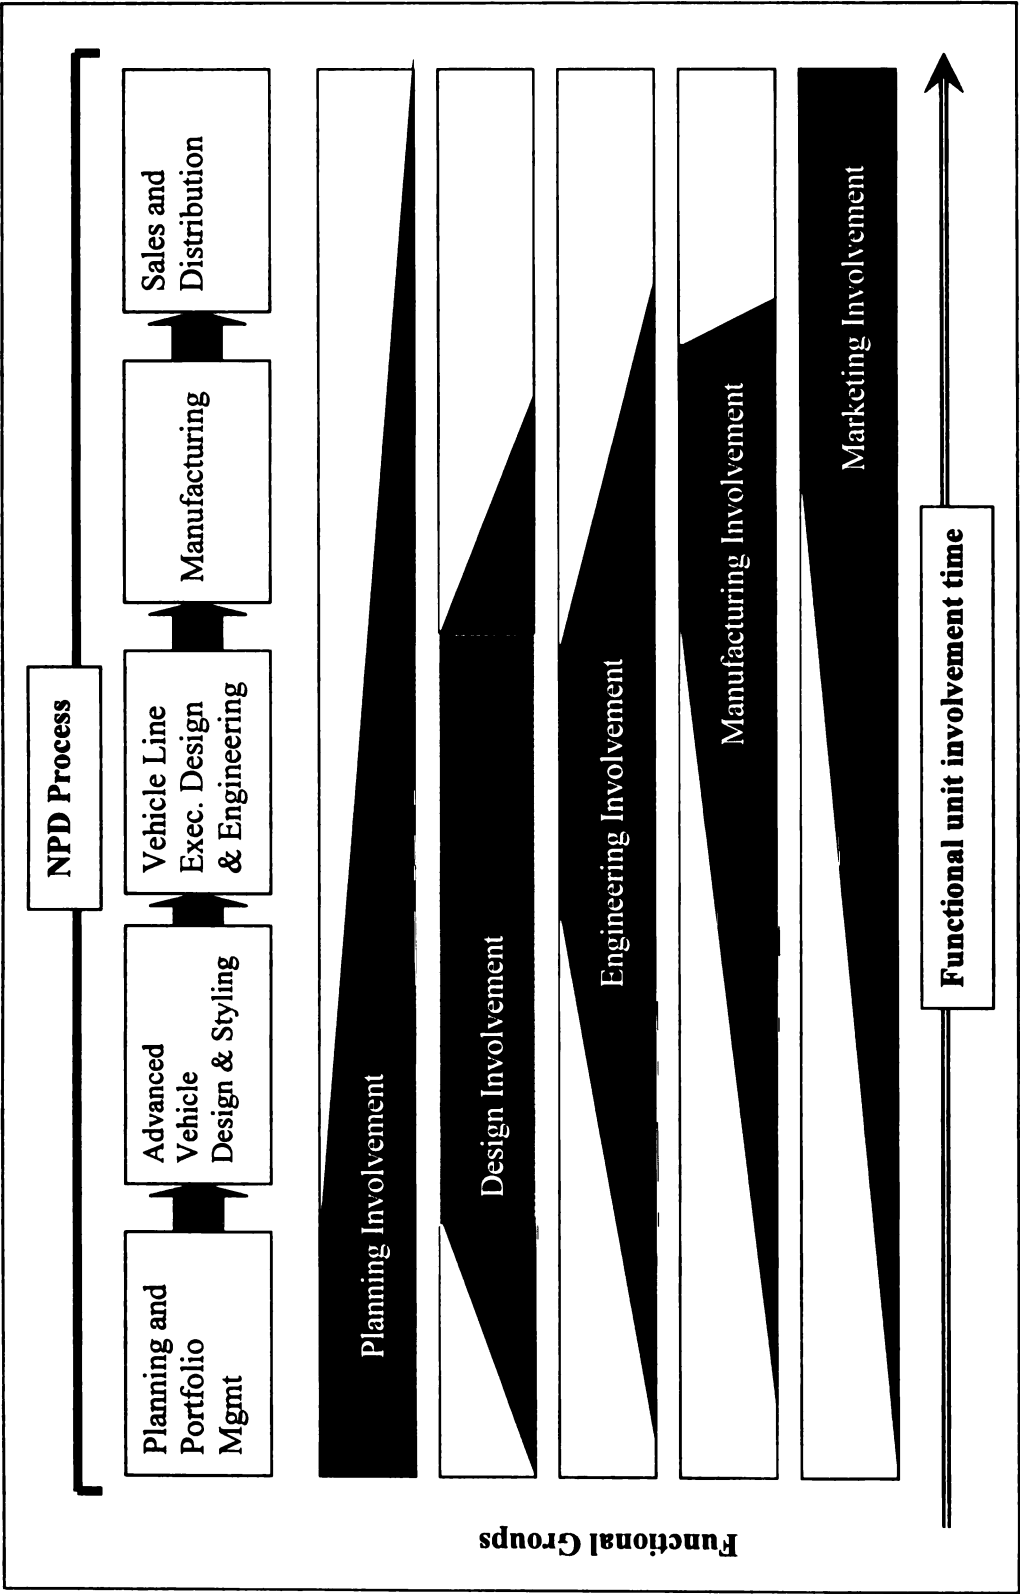 NPD Process
Planning and
Portfolio
Mgmt
Advanced
Vehicle
Design & Styling
Vehicle Line
Exec. Design
& Engineering
Manufacturing
Sales and
Distribution
Functional Groups
Planning Involvement
Design Involvement
Engineering Involvement
Manufacturing Involvement
Marketing Involvement
Functional unit involvement time